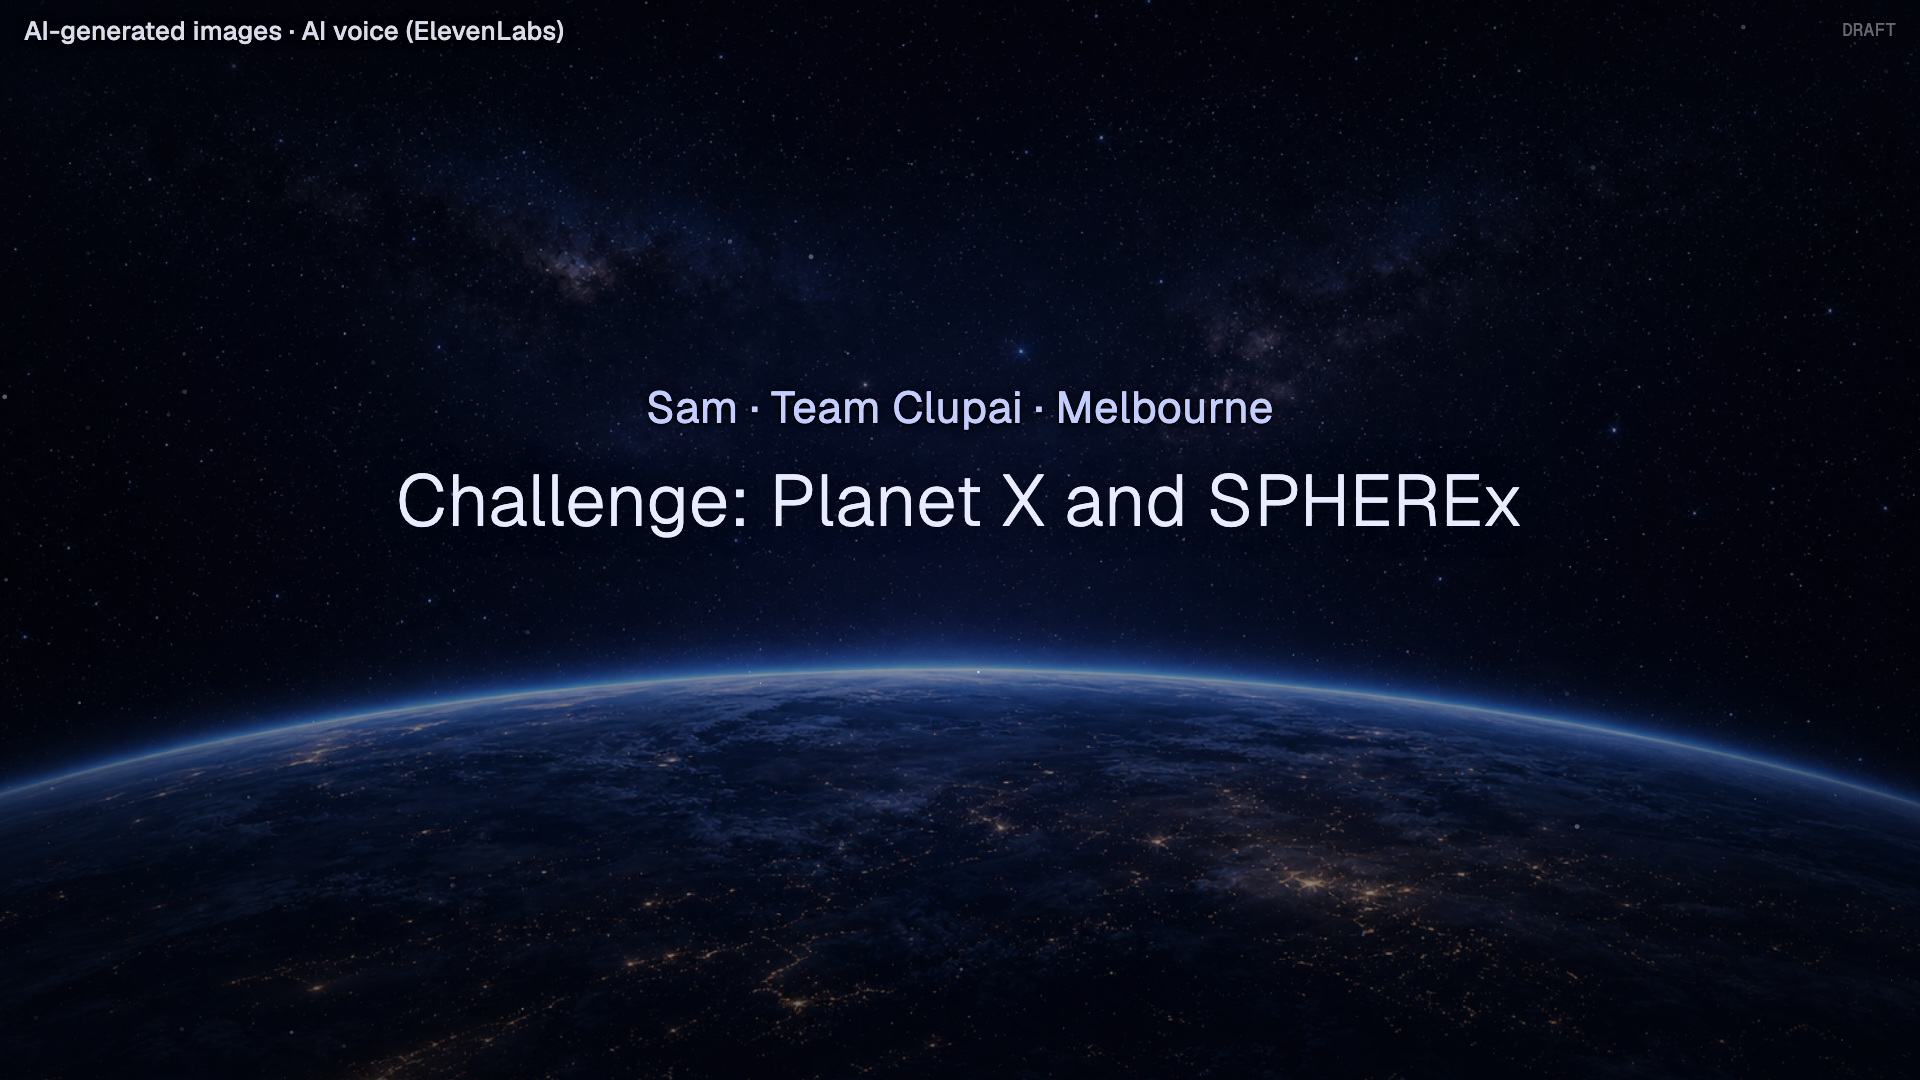 AI-generated images · AI voice (ElevenLabs)
DRAFT
Sam · Team Clupai · Melbourne
Challenge: Planet X and SPHEREx